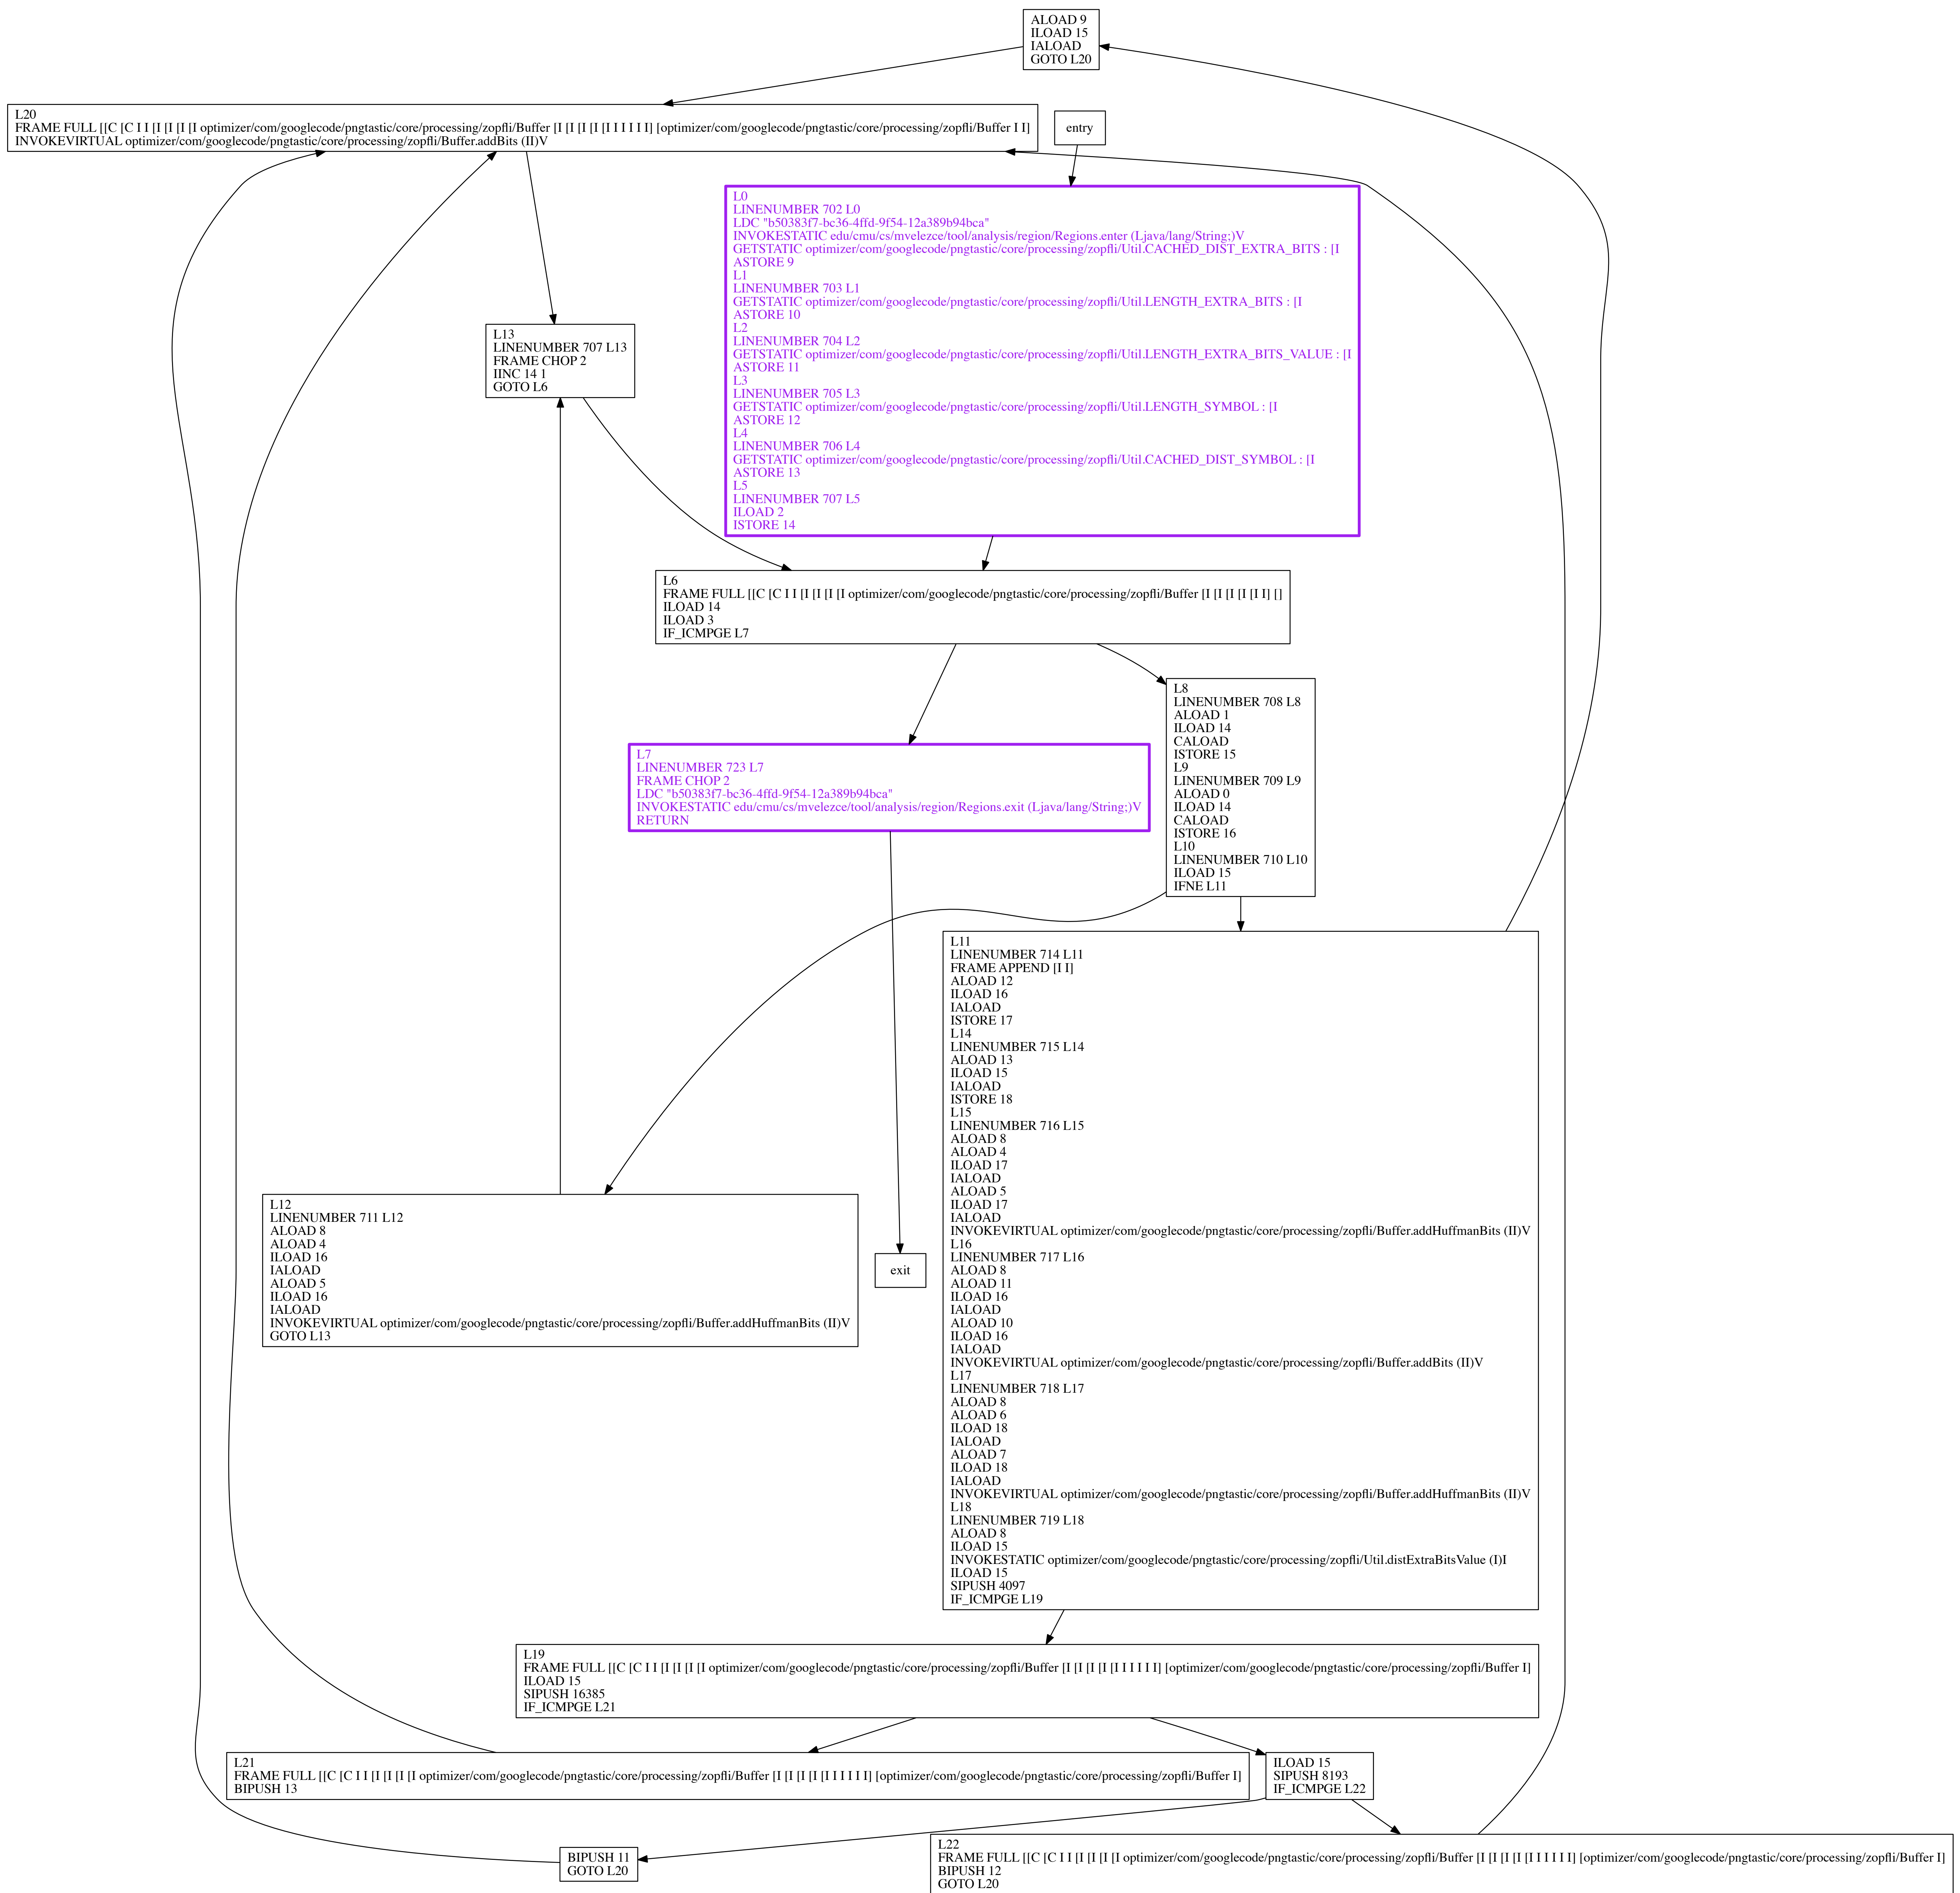 ALOAD 9
ILOAD 15
IALOAD
GOTO L20
L20
FRAME FULL [[C [C I I [I [I [I [I optimizer/com/googlecode/pngtastic/core/processing/zopfli/Buffer [I [I [I [I [I I I I I I] [optimizer/com/googlecode/pngtastic/core/processing/zopfli/Buffer I I]
INVOKEVIRTUAL optimizer/com/googlecode/pngtastic/core/processing/zopfli/Buffer.addBits (II)V
entry
L0
LINENUMBER 702 L0
LDC "b50383f7-bc36-4ffd-9f54-12a389b94bca"
INVOKESTATIC edu/cmu/cs/mvelezce/tool/analysis/region/Regions.enter (Ljava/lang/String;)V
GETSTATIC optimizer/com/googlecode/pngtastic/core/processing/zopfli/Util.CACHED_DIST_EXTRA_BITS : [I
ASTORE 9
L1
LINENUMBER 703 L1
GETSTATIC optimizer/com/googlecode/pngtastic/core/processing/zopfli/Util.LENGTH_EXTRA_BITS : [I
ASTORE 10
L2
LINENUMBER 704 L2
GETSTATIC optimizer/com/googlecode/pngtastic/core/processing/zopfli/Util.LENGTH_EXTRA_BITS_VALUE : [I
ASTORE 11
L3
LINENUMBER 705 L3
GETSTATIC optimizer/com/googlecode/pngtastic/core/processing/zopfli/Util.LENGTH_SYMBOL : [I
ASTORE 12
L4
LINENUMBER 706 L4
GETSTATIC optimizer/com/googlecode/pngtastic/core/processing/zopfli/Util.CACHED_DIST_SYMBOL : [I
ASTORE 13
L5
LINENUMBER 707 L5
ILOAD 2
ISTORE 14
L13
LINENUMBER 707 L13
FRAME CHOP 2
IINC 14 1
GOTO L6
L6
FRAME FULL [[C [C I I [I [I [I [I optimizer/com/googlecode/pngtastic/core/processing/zopfli/Buffer [I [I [I [I [I I] []
ILOAD 14
ILOAD 3
IF_ICMPGE L7
L8
LINENUMBER 708 L8
ALOAD 1
ILOAD 14
CALOAD
ISTORE 15
L9
LINENUMBER 709 L9
ALOAD 0
ILOAD 14
CALOAD
ISTORE 16
L10
LINENUMBER 710 L10
ILOAD 15
IFNE L11
L7
LINENUMBER 723 L7
FRAME CHOP 2
LDC "b50383f7-bc36-4ffd-9f54-12a389b94bca"
INVOKESTATIC edu/cmu/cs/mvelezce/tool/analysis/region/Regions.exit (Ljava/lang/String;)V
RETURN
L11
LINENUMBER 714 L11
FRAME APPEND [I I]
ALOAD 12
ILOAD 16
IALOAD
ISTORE 17
L14
LINENUMBER 715 L14
ALOAD 13
ILOAD 15
IALOAD
ISTORE 18
L15
LINENUMBER 716 L15
ALOAD 8
ALOAD 4
ILOAD 17
IALOAD
ALOAD 5
ILOAD 17
IALOAD
INVOKEVIRTUAL optimizer/com/googlecode/pngtastic/core/processing/zopfli/Buffer.addHuffmanBits (II)V
L16
LINENUMBER 717 L16
ALOAD 8
ALOAD 11
ILOAD 16
IALOAD
ALOAD 10
ILOAD 16
IALOAD
INVOKEVIRTUAL optimizer/com/googlecode/pngtastic/core/processing/zopfli/Buffer.addBits (II)V
L17
LINENUMBER 718 L17
ALOAD 8
ALOAD 6
ILOAD 18
IALOAD
ALOAD 7
ILOAD 18
IALOAD
INVOKEVIRTUAL optimizer/com/googlecode/pngtastic/core/processing/zopfli/Buffer.addHuffmanBits (II)V
L18
LINENUMBER 719 L18
ALOAD 8
ILOAD 15
INVOKESTATIC optimizer/com/googlecode/pngtastic/core/processing/zopfli/Util.distExtraBitsValue (I)I
ILOAD 15
SIPUSH 4097
IF_ICMPGE L19
L12
LINENUMBER 711 L12
ALOAD 8
ALOAD 4
ILOAD 16
IALOAD
ALOAD 5
ILOAD 16
IALOAD
INVOKEVIRTUAL optimizer/com/googlecode/pngtastic/core/processing/zopfli/Buffer.addHuffmanBits (II)V
GOTO L13
exit
L19
FRAME FULL [[C [C I I [I [I [I [I optimizer/com/googlecode/pngtastic/core/processing/zopfli/Buffer [I [I [I [I [I I I I I I] [optimizer/com/googlecode/pngtastic/core/processing/zopfli/Buffer I]
ILOAD 15
SIPUSH 16385
IF_ICMPGE L21
L21
FRAME FULL [[C [C I I [I [I [I [I optimizer/com/googlecode/pngtastic/core/processing/zopfli/Buffer [I [I [I [I [I I I I I I] [optimizer/com/googlecode/pngtastic/core/processing/zopfli/Buffer I]
BIPUSH 13
ILOAD 15
SIPUSH 8193
IF_ICMPGE L22
BIPUSH 11
GOTO L20
L22
FRAME FULL [[C [C I I [I [I [I [I optimizer/com/googlecode/pngtastic/core/processing/zopfli/Buffer [I [I [I [I [I I I I I I] [optimizer/com/googlecode/pngtastic/core/processing/zopfli/Buffer I]
BIPUSH 12
GOTO L20